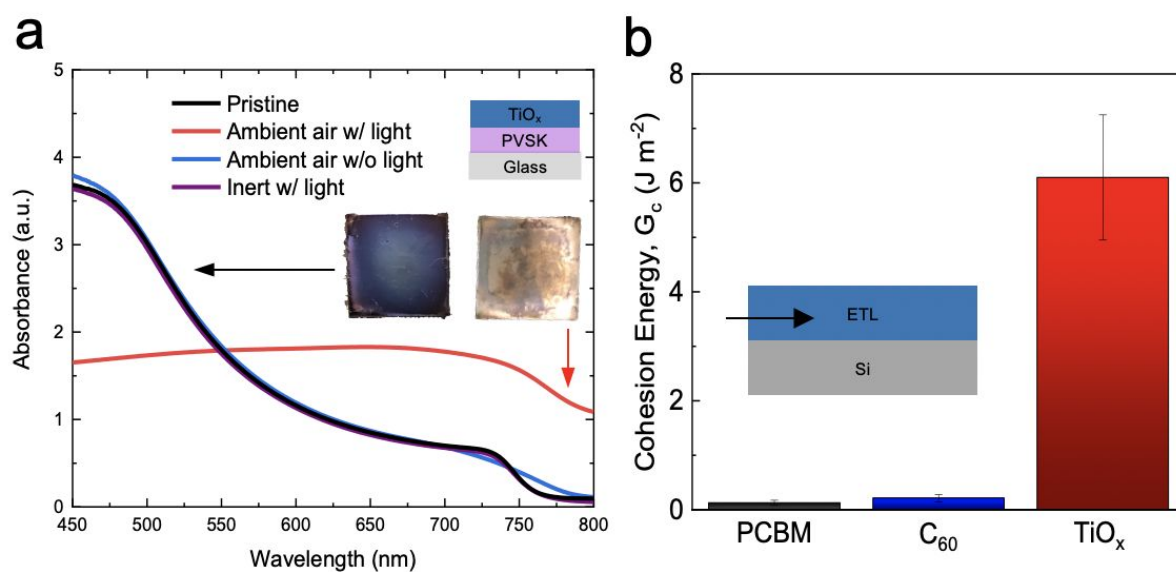 a
5
4
3
2
1
0
Absorbance (a.u.)
Pristine
Ambient air w/ light
Ambient air w/o light
Inert w/ light
TiOₓ
PVSK
Glass
450 500 550 600 650 700 750 800
Wavelength (nm)
b
8
6
4
2
0
Cohesion Energy, G꜀ (J m⁻²)
ETL
Si
PCBM C₆₀ TiOₓ